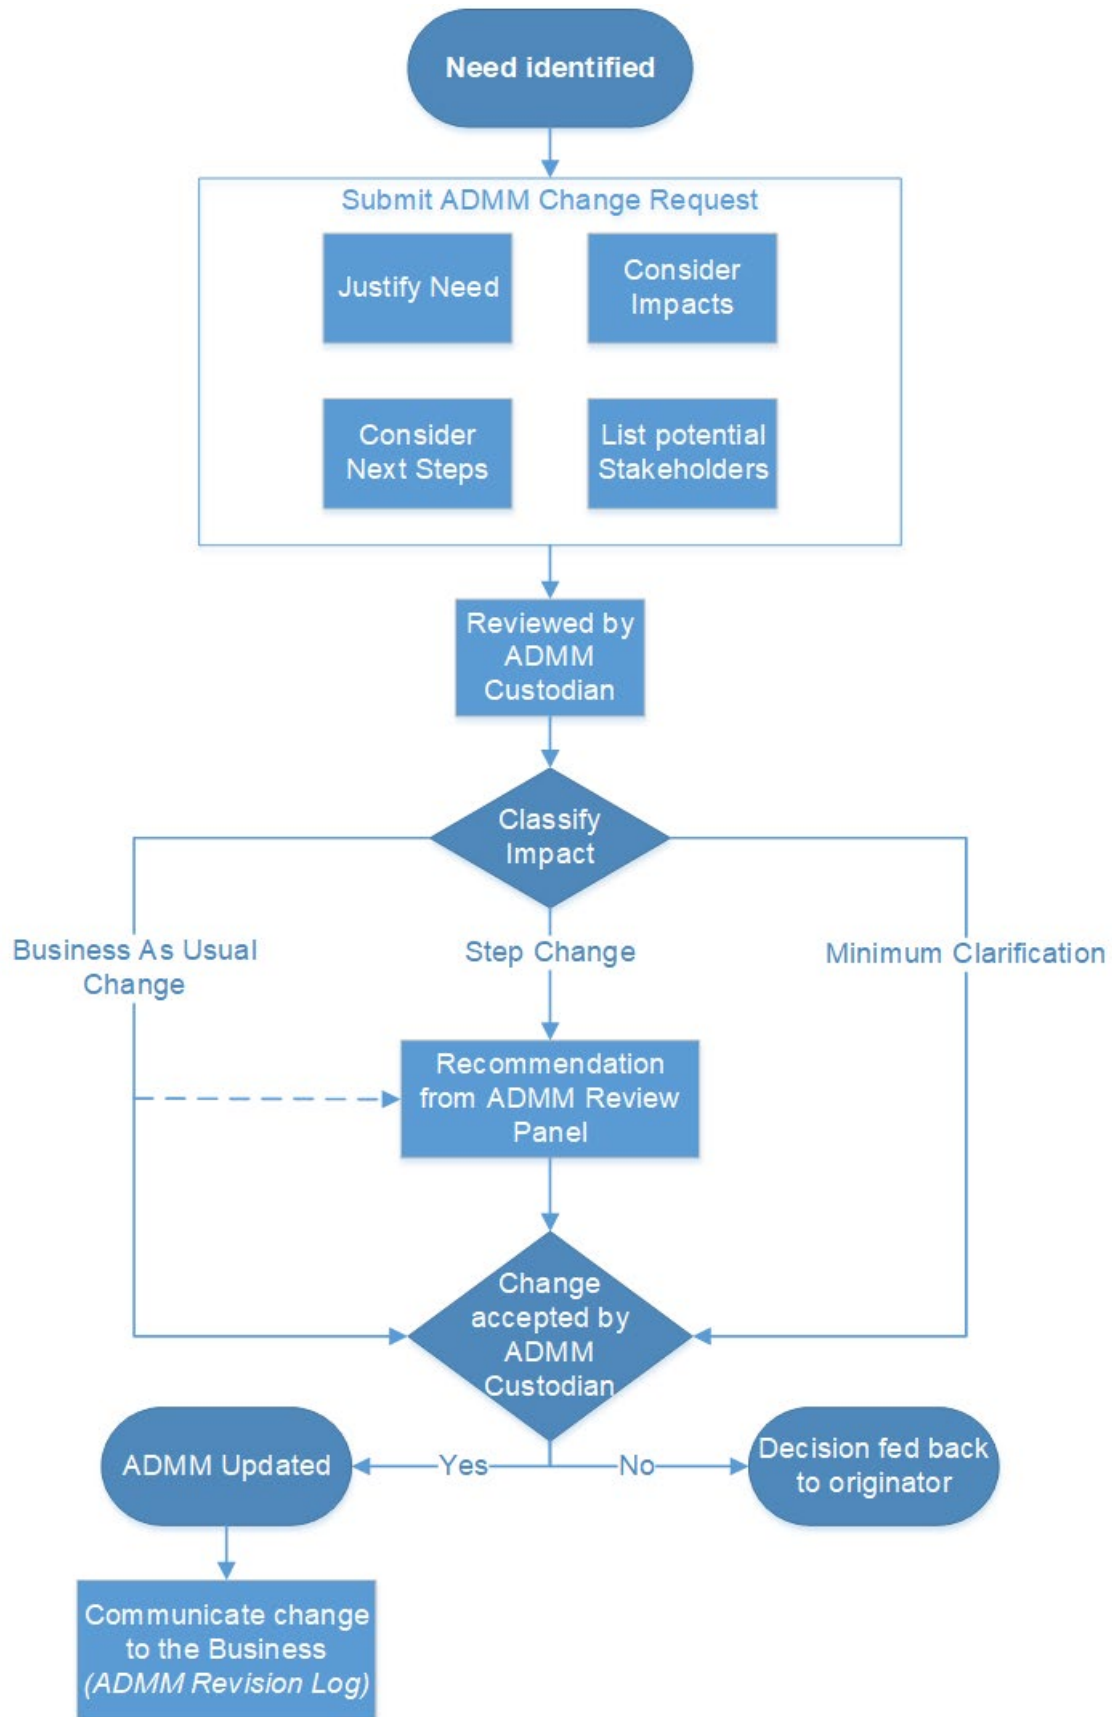 Need identified
Submit ADMM Change Request
Justify Need
Consider
Impacts
Consider
Next Steps
List potential
Stakeholders
Reviewed by
ADMM
Custodian
Classify
Impact
Business As Usual
Change
Step Change
Minimum Clarification
Recommendation
from ADMM Review
Panel
Change
accepted by
ADMM
Custodian
ADMM Updated
Yes
No
Decision fed back
to originator
Communicate change
to the Business
(ADMM Revision Log)